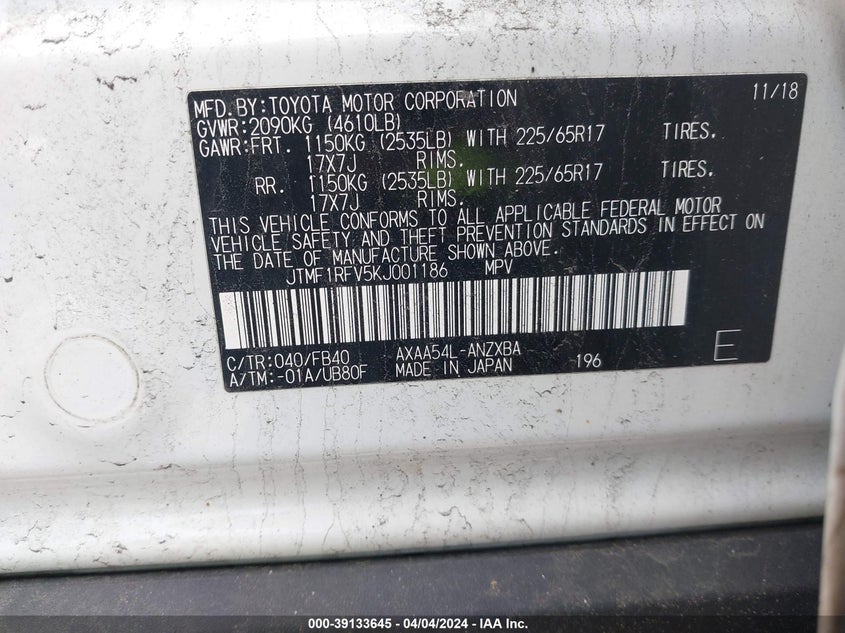 MFD.BY:TOYOTA MOTOR CORPORATION 11/18
GVWR:2090KG (4610LB)
GAWR:FRT. 1150KG (2535LB) WITH 225/65R17 TIRES.
17X7J RIMS.
RR. 1150KG (2535LB) WITH 225/65R17 TIRES.
17X7J RIMS.
THIS VEHICLE CONFORMS TO ALL APPLICABLE FEDERAL MOTOR
VEHICLE SAFETY AND THEFT PREVENTION STANDARDS IN EFFECT ON
THE DATE OF MANUFACTURE SHOWN ABOVE.
JTMF1RFV5KJ001186 MPV
C/TR:040/FB40 AXAA54L-ANZXBA
A/TM:-01A/UB80F MADE IN JAPAN -196 E
000-39133645 - 04/04/2024 - IAA Inc.